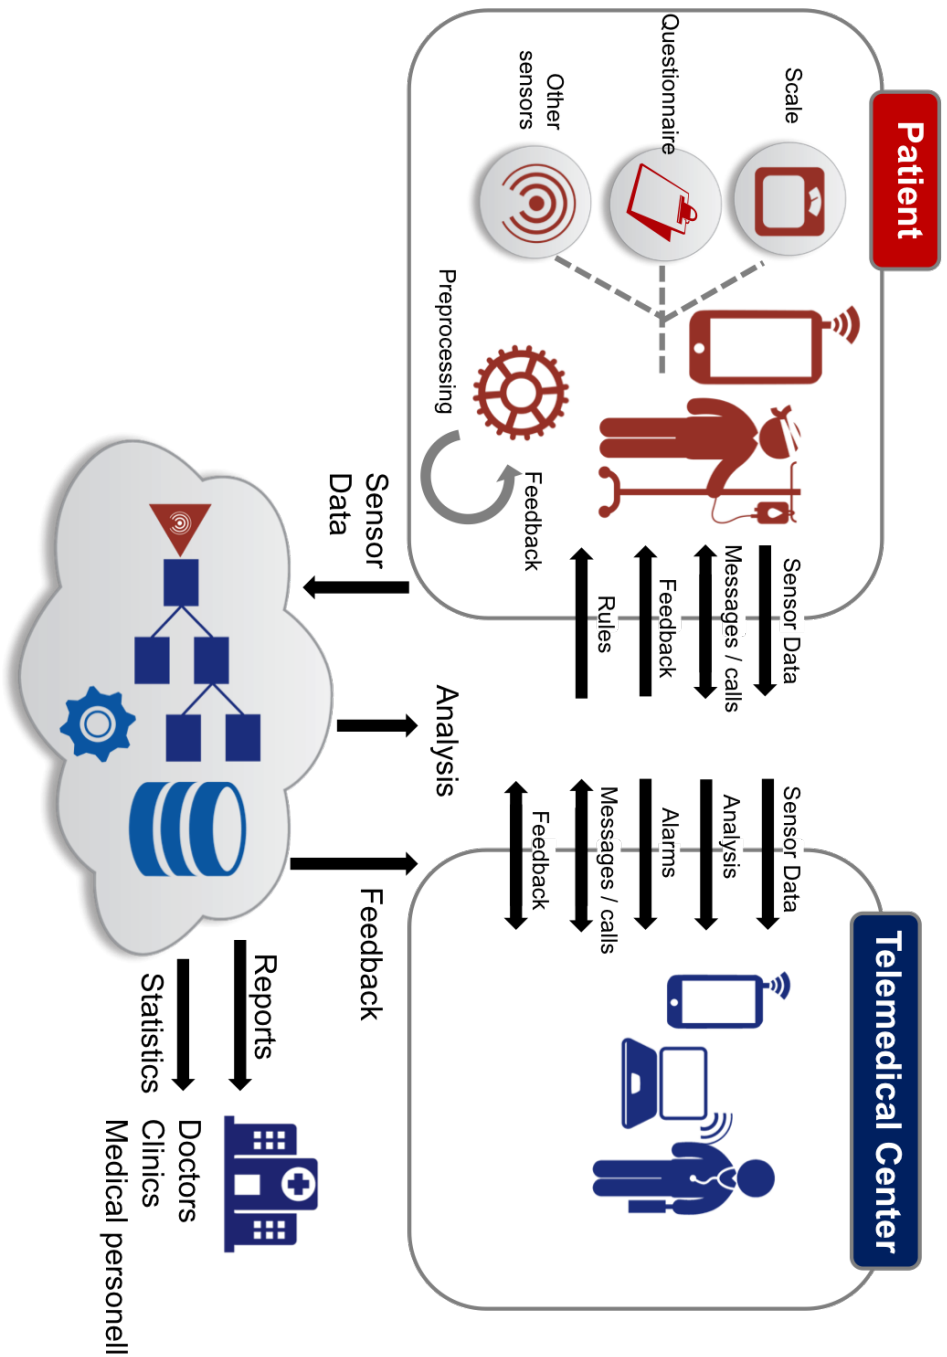 Patient
Scale
Questionnaire
Other
sensors
Preprocessing
Feedback
Sensor Data
Messages / calls
Feedback
Rules
Telemedical Center
Sensor Data
Analysis
Alarms
Messages / calls
Feedback
Sensor
Data
Analysis
Feedback
Reports
Statistics
Doctors
Clinics
Medical personell